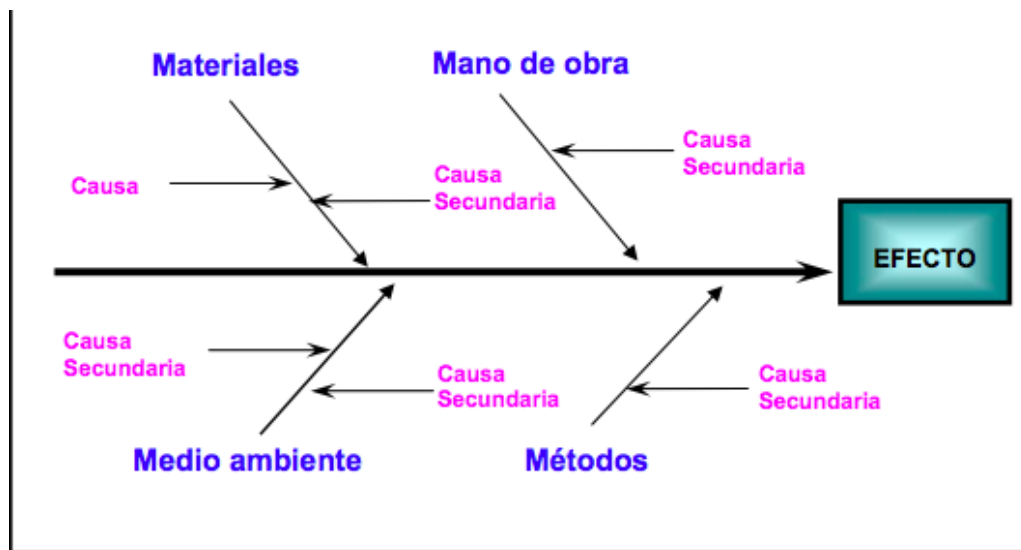 Materiales
Mano de obra
Causa
Secundaria
Causa
Causa
Secundaria
EFECTO
Causa
Secundaria
Causa
Secundaria
Causa
Secundaria
Medio ambiente
Métodos